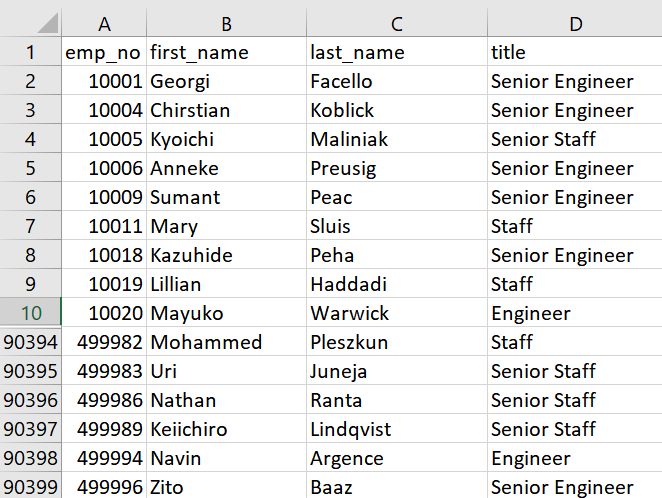 A B C D
1 emp_no first_name last_name title
2 10001 Georgi Facello Senior Engineer
3 10004 Chirstian Koblick Senior Engineer
4 10005 Kyoichi Maliniak Senior Staff
5 10006 Anneke Preusig Senior Engineer
6 10009 Sumant Peac Senior Engineer
7 10011 Mary Sluis Staff
8 10018 Kazuhide Peha Senior Engineer
9 10019 Lillian Haddadi Staff
10 10020 Mayuko Warwick Engineer
90394 499982 Mohammed Pleszkun Staff
90395 499983 Uri Juneja Senior Staff
90396 499986 Nathan Ranta Senior Staff
90397 499989 Keiichiro Lindqvist Senior Staff
90398 499994 Navin Argence Engineer
90399 499996 Zito Baaz Senior Engineer